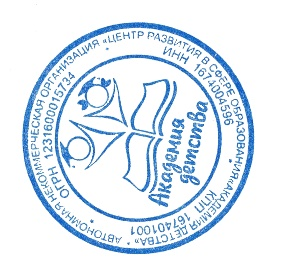 АВТОНОМНАЯ НЕКОММЕРЧЕСКАЯ ОРГАНИЗАЦИЯ «ЦЕНТР РАЗВИТИЯ В СФЕРЕ ОБРАЗОВАНИЯ «АКАДЕМИЯ ДЕТСТВА»
ОГРН 1231600015734
ИНН 1674004596
КПП 167401001
Академия
детства